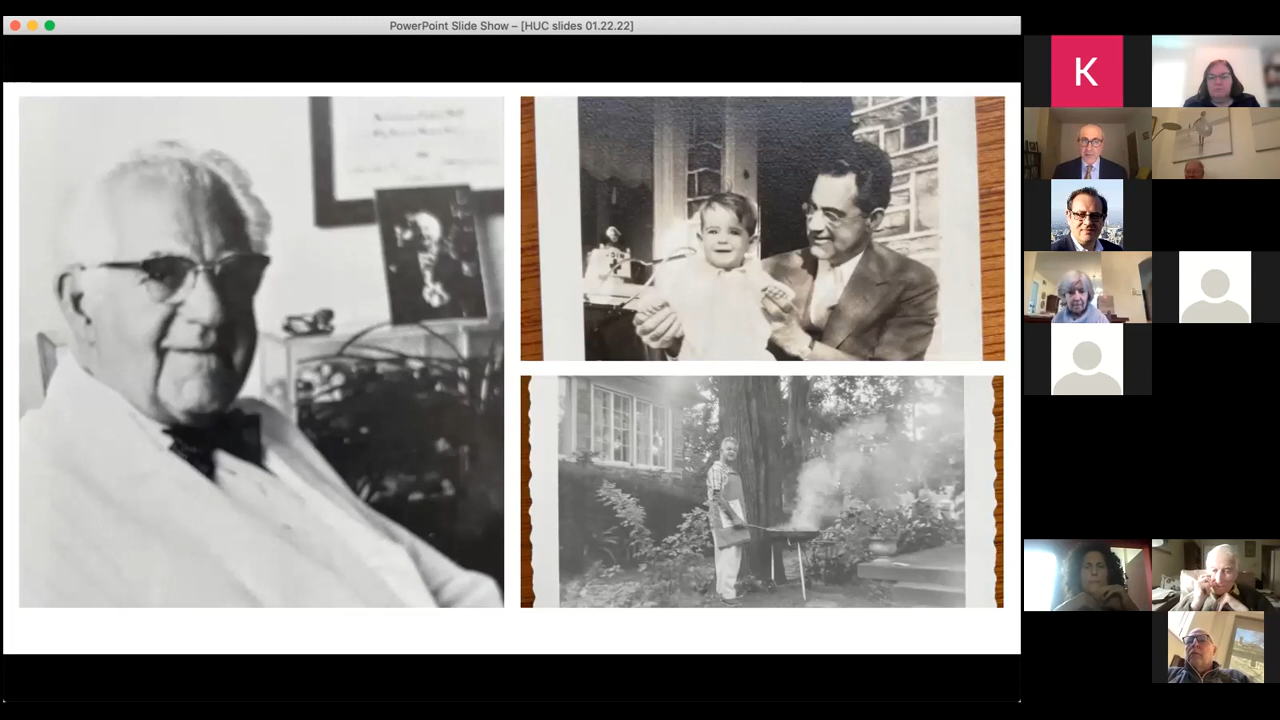 PowerPoint Slide Show – [HUC slides 01.22.22]
K